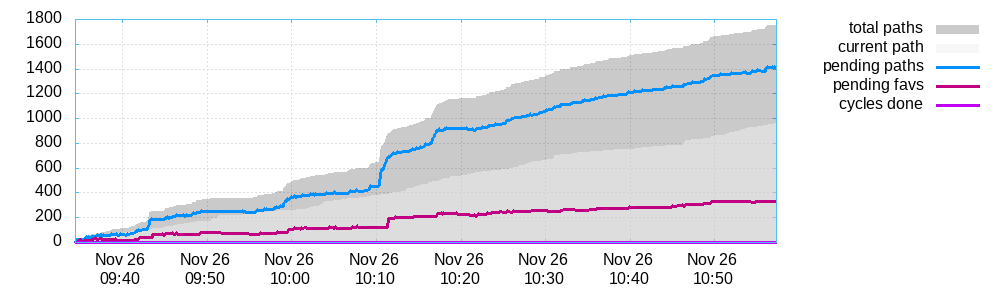 1800
1600
1400
1200
1000
800
600
400
200
0
Nov 26 Nov 26 Nov 26 Nov 26 Nov 26 Nov 26 Nov 26 Nov 26
09:40 09:50 10:00 10:10 10:20 10:30 10:40 10:50
total paths
current path
pending paths
pending favs
cycles done